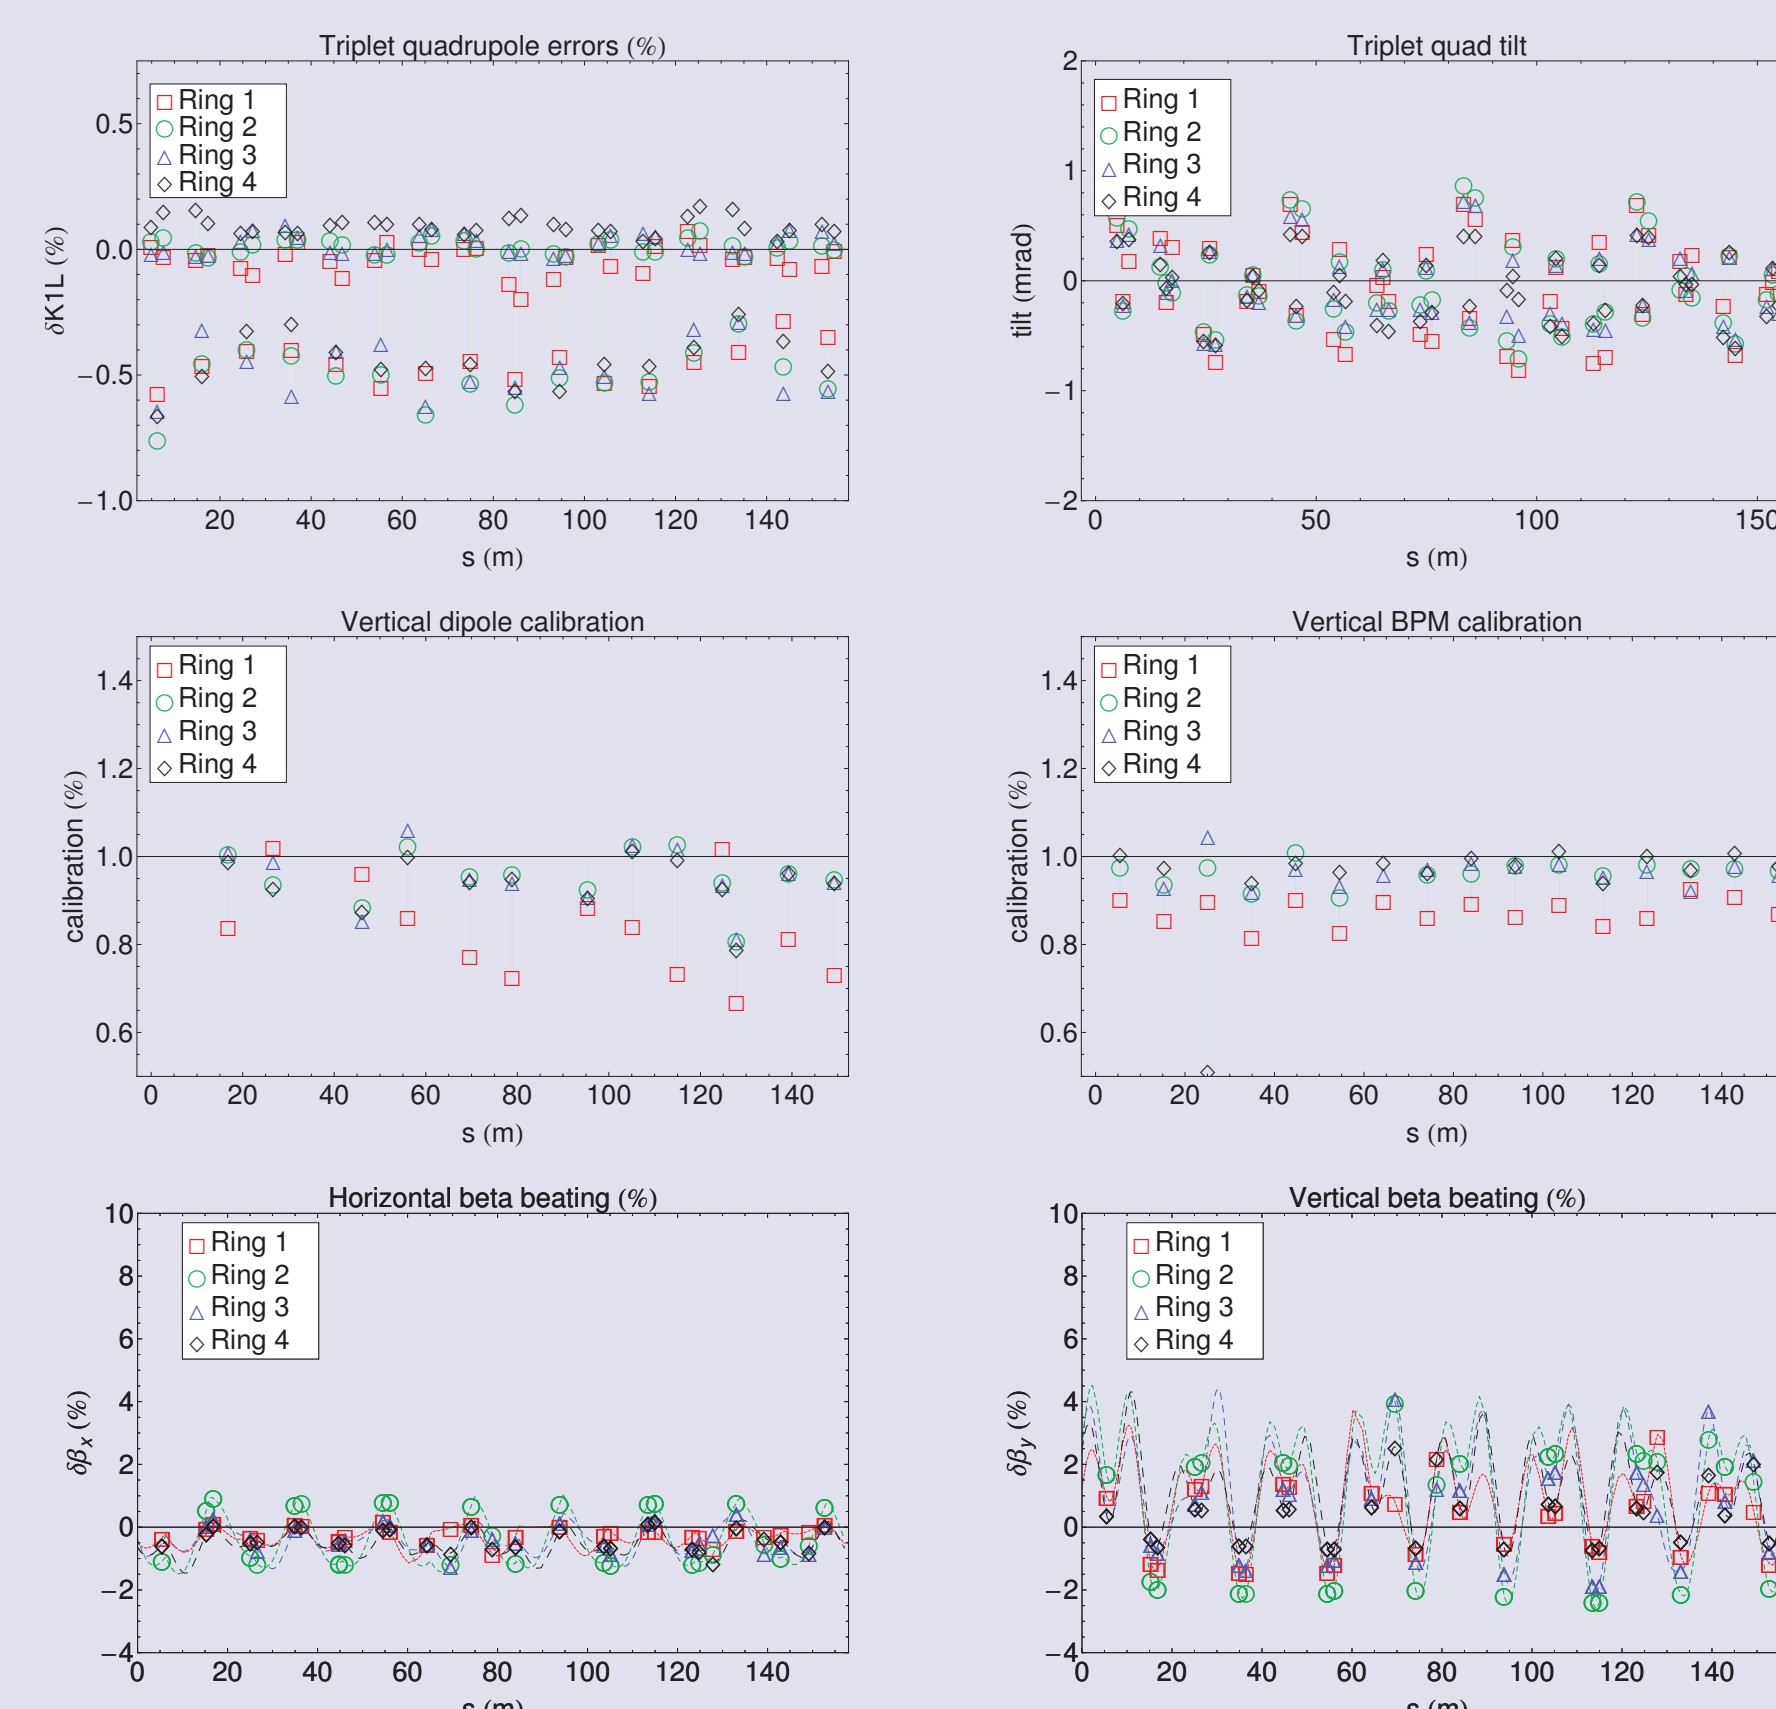 Triplet quadrupole errors (%)
δK1L (%)
0.5
0.0
−0.5
−1.0
Ring 1
Ring 2
Ring 3
Ring 4
20 40 60 80 100 120 140
s (m)
Triplet quad tilt
tilt (mrad)
2
1
0
−1
−2
Ring 1
Ring 2
Ring 3
Ring 4
0 50 100 150
s (m)
Vertical dipole calibration
calibration (%)
1.4
1.2
1.0
0.8
0.6
Ring 1
Ring 2
Ring 3
Ring 4
0 20 40 60 80 100 120 140
s (m)
Vertical BPM calibration
calibration (%)
1.4
1.2
1.0
0.8
0.6
Ring 1
Ring 2
Ring 3
Ring 4
0 20 40 60 80 100 120 140
s (m)
Horizontal beta beating (%)
δβx (%)
10
8
6
4
2
0
−2
−4
Ring 1
Ring 2
Ring 3
Ring 4
0 20 40 60 80 100 120 140
s (m)
Vertical beta beating (%)
δβy (%)
10
8
6
4
2
0
−2
−4
Ring 1
Ring 2
Ring 3
Ring 4
0 20 40 60 80 100 120 140
s (m)